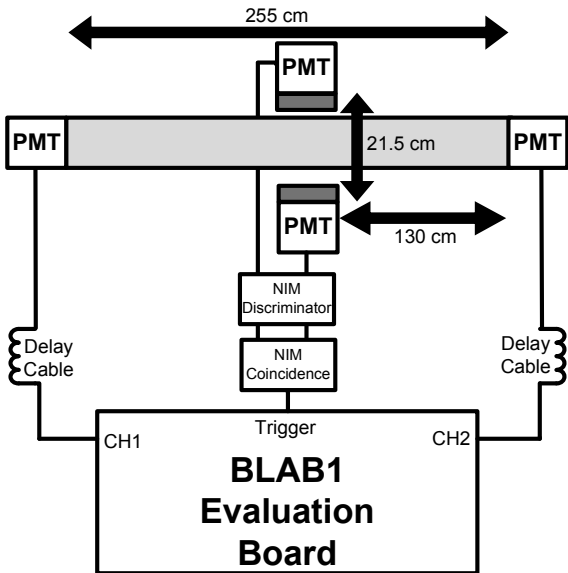 255 cm
PMT
PMT
21.5 cm
PMT
PMT
130 cm
NIM
Discriminator
Delay
Cable
NIM
Coincidence
Delay
Cable
CH1
Trigger
CH2
BLAB1
Evaluation
Board